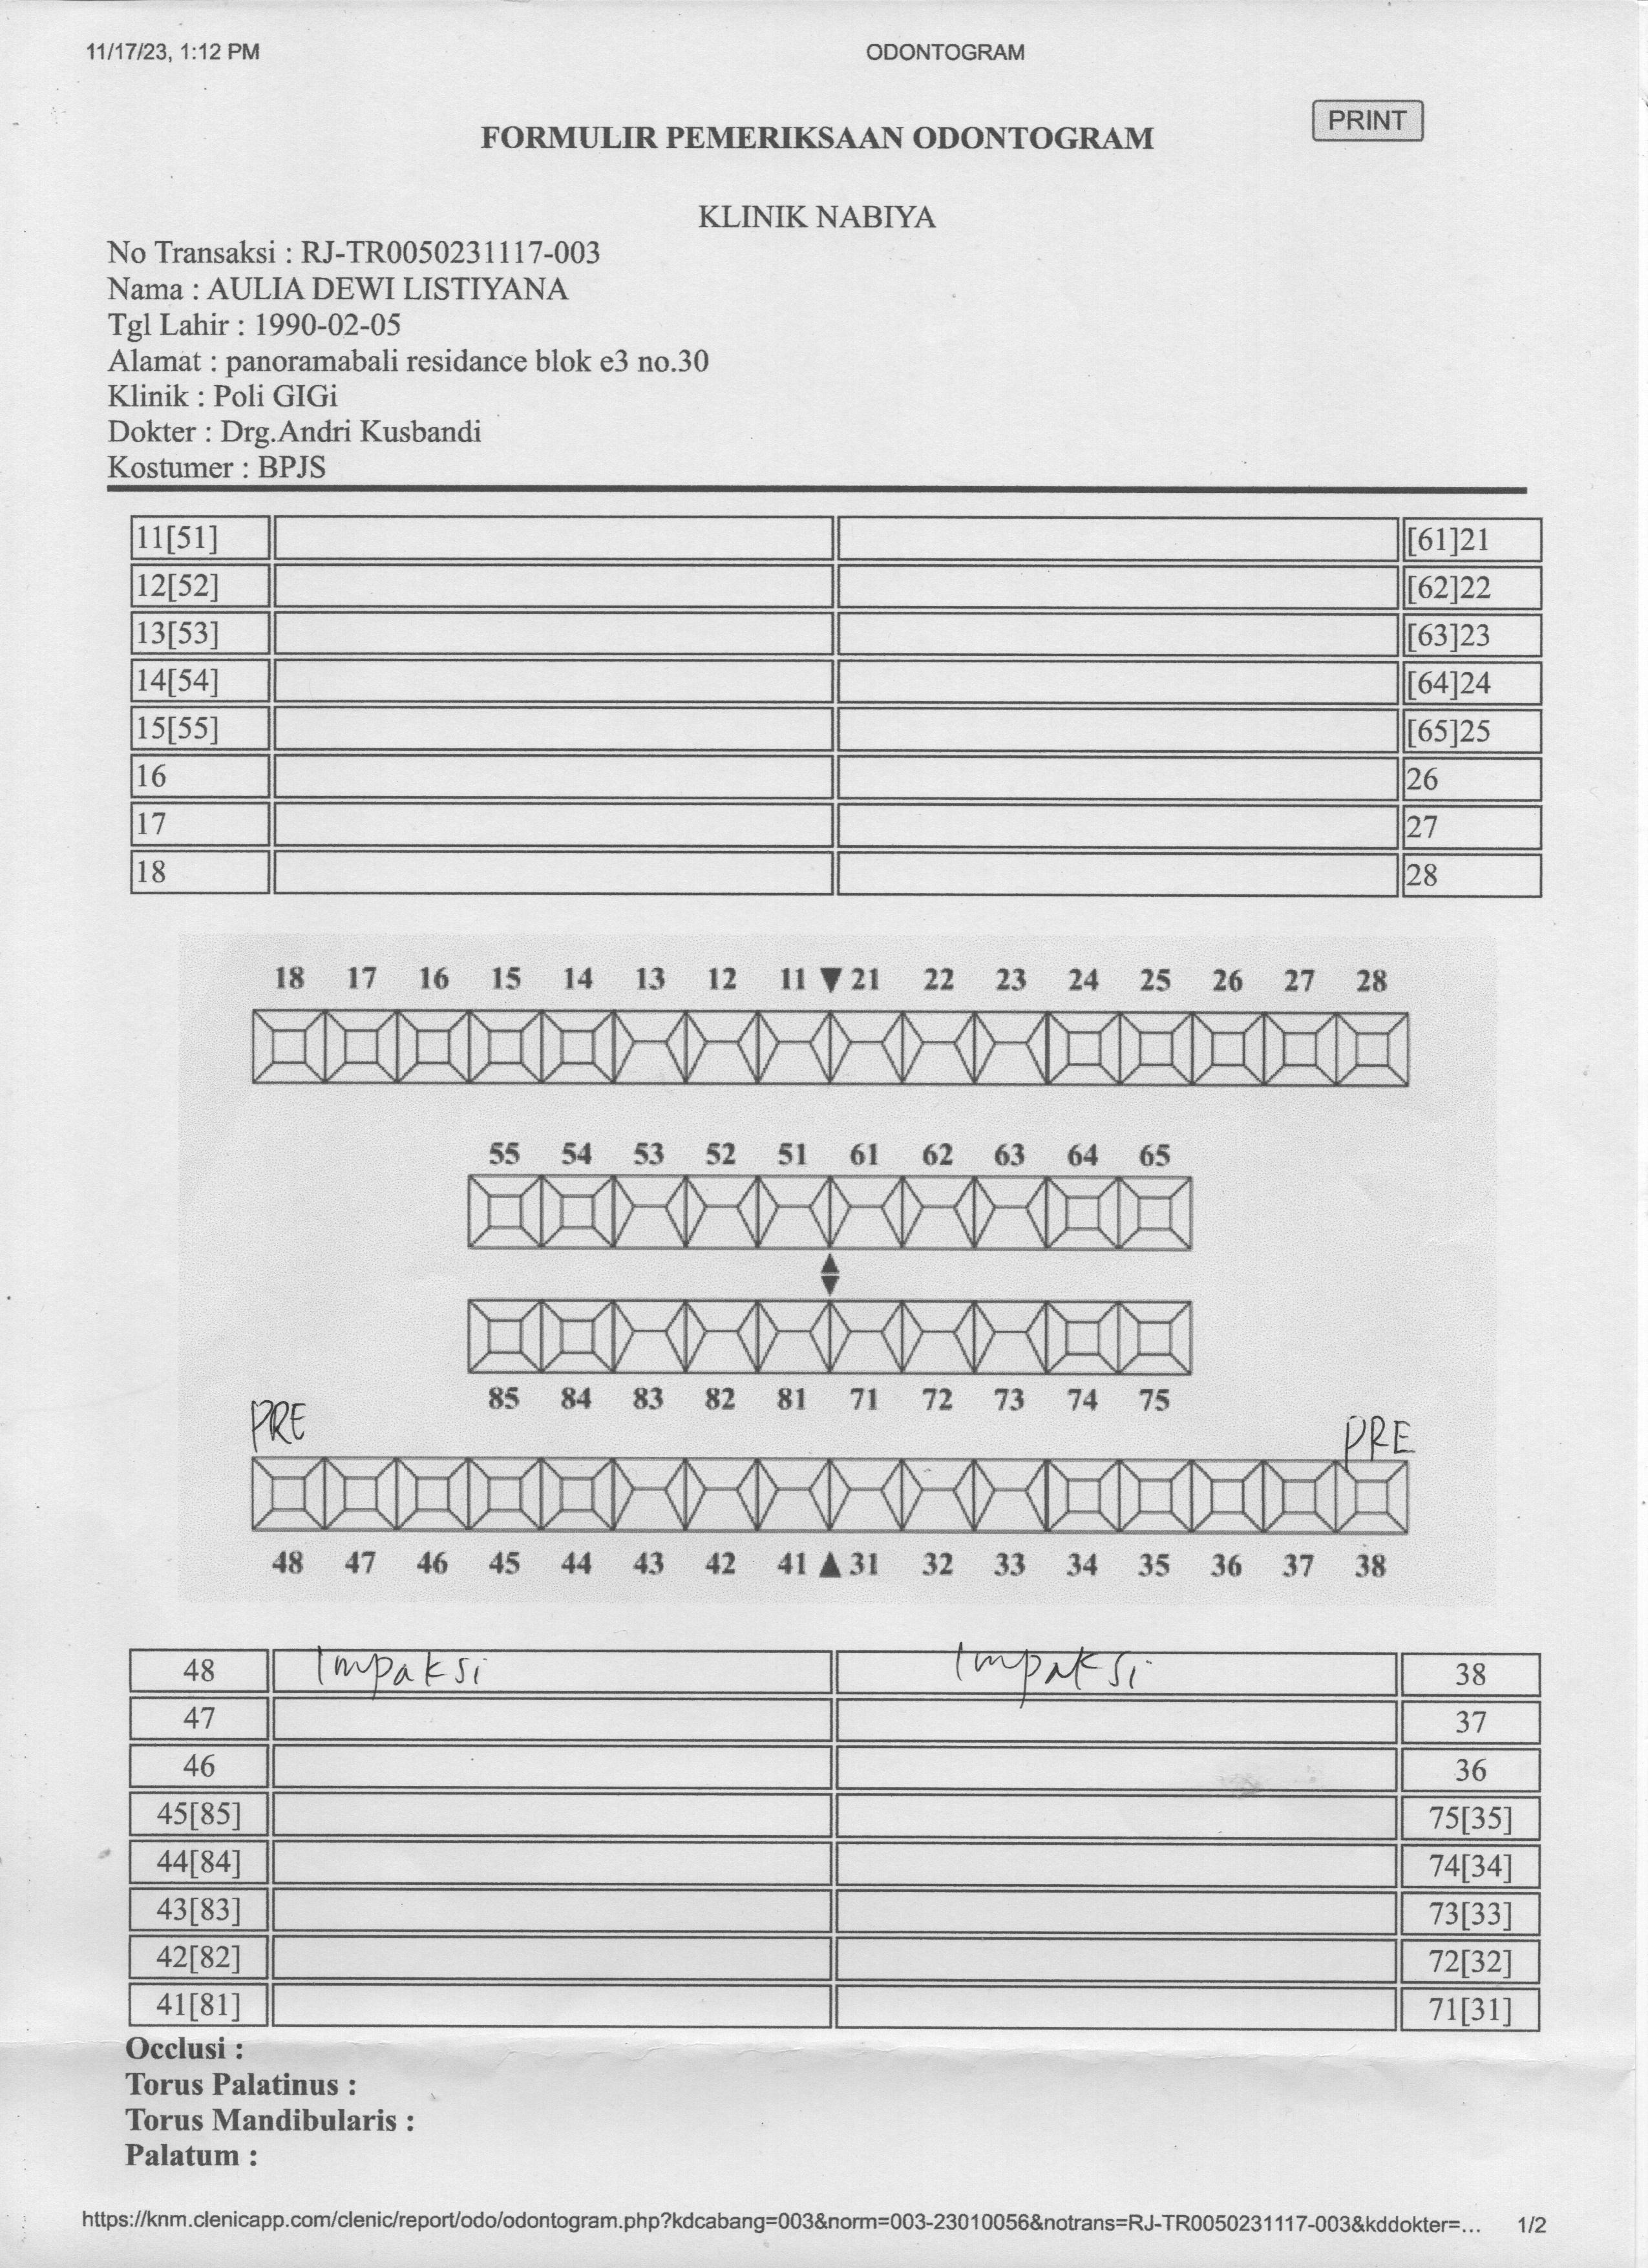 11/17/23, 1:12 PM ODONTOGRAM
PRINT
FORMULIR PEMERIKSAAN ODONTOGRAM
KLINIK NABIYA
No Transaksi : RJ-TR0050231117-003
Nama : AULIA DEWI LISTIYANA
Tgl Lahir : 1990-02-05
Alamat : panoramabali residance blok e3 no.30
Klinik : Poli GIGi
Dokter : Drg.Andri Kusbandi
Kostumer : BPJS
11[51] [61]21
12[52] [62]22
13[53] [63]23
14[54] [64]24
15[55] [65]25
16 26
17 27
18 28
18 17 16 15 14 13 12 11 ▼ 21 22 23 24 25 26 27 28
55 54 53 52 51 61 62 63 64 65
85 84 83 82 81 71 72 73 74 75
PRE PRE
48 47 46 45 44 43 42 41 ▲ 31 32 33 34 35 36 37 38
48 Impaksi Impaksi 38
47 37
46 36
45[85] 75[35]
44[84] 74[34]
43[83] 73[33]
42[82] 72[32]
41[81] 71[31]
Occlusi :
Torus Palatinus :
Torus Mandibularis :
Palatum :
https://knm.clenicapp.com/clenic/report/odo/odontogram.php?kdcabang=003&norm=003-23010056&notrans=RJ-TR0050231117-003&kddokter=... 1/2